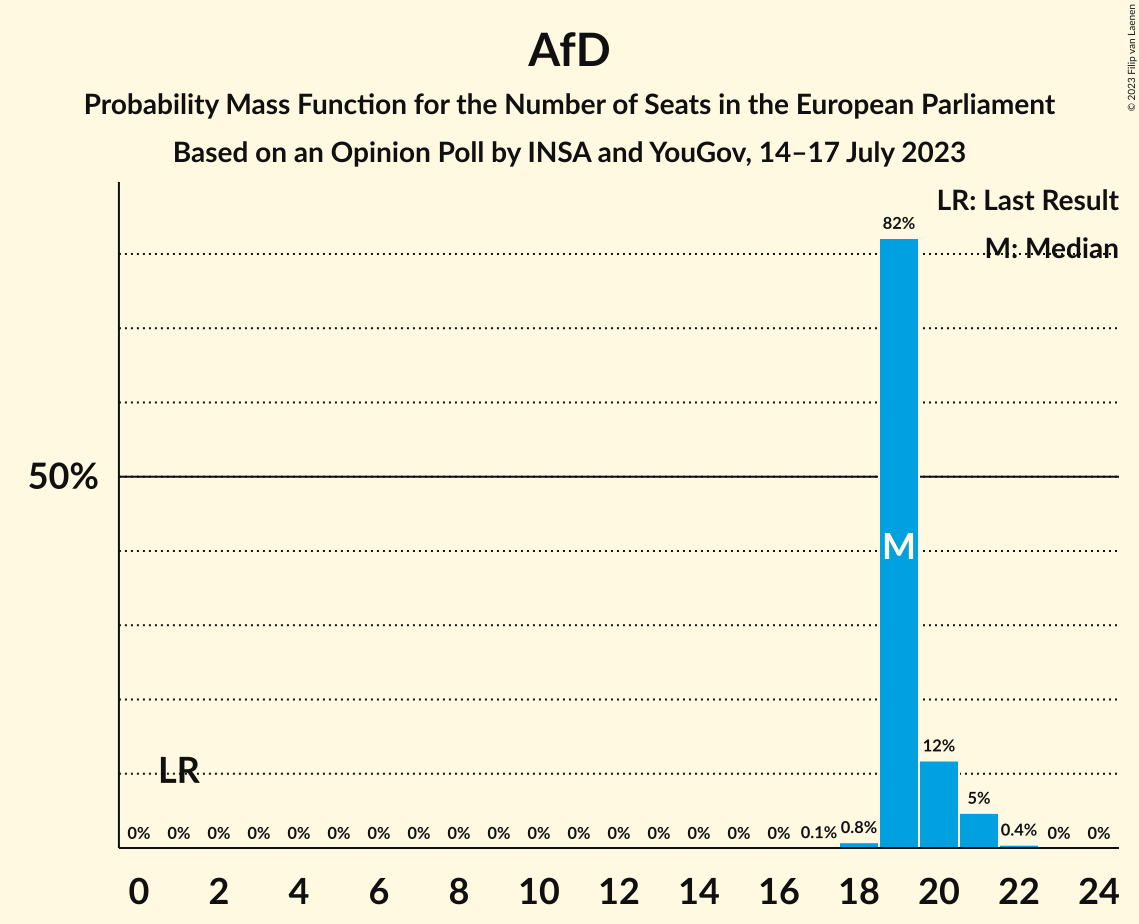 AfD
Probability Mass Function for the Number of Seats in the European Parliament
Based on an Opinion Poll by INSA and YouGov, 14–17 July 2023
© 2023 Filip van Laenen
LR: Last Result
M: Median
82%
50%
M
12%
LR
5%
0% 0% 0% 0% 0% 0% 0% 0% 0% 0% 0% 0% 0% 0% 0% 0% 0% 0.1% 0.8% 0.4% 0% 0%
0 2 4 6 8 10 12 14 16 18 20 22 24